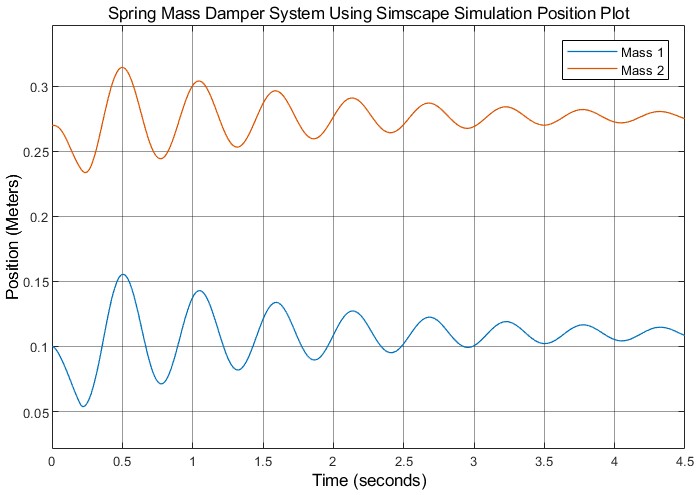 Spring Mass Damper System Using Simscape Simulation Position Plot
Mass 1
Mass 2
Position (Meters)
0.3
0.25
0.2
0.15
0.1
0.05
0 0.5 1 1.5 2 2.5 3 3.5 4 4.5
Time (seconds)